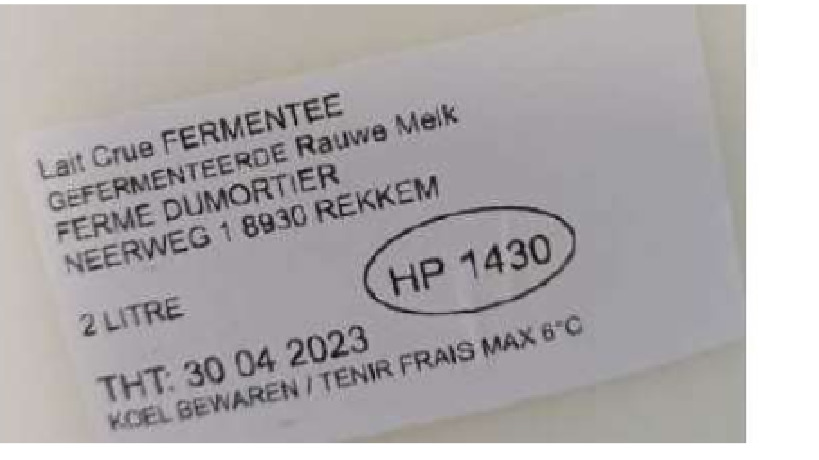 Lait Crue FERMENTEE
GEFERMENTEERDE Rauwe Melk
FERME DUMORTIER
NEERWEG 1 8930 REKKEM
HP 1430
2 LITRE
THT: 30 04 2023
KOEL BEWAREN / TENIR FRAIS MAX 6°C